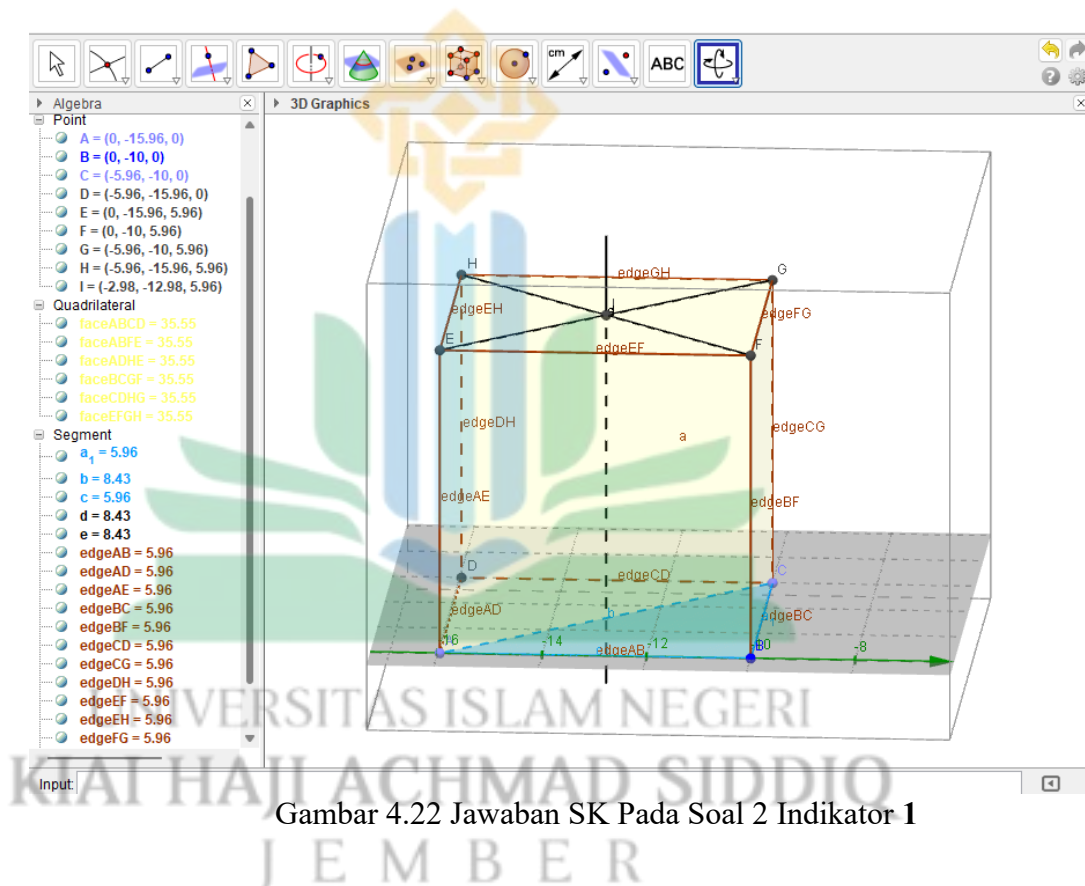 cm
ABC
Algebra
3D Graphics
Point
A = (0, -15.96, 0)
B = (0, -10, 0)
C = (-5.96, -10, 0)
D = (-5.96, -15.96, 0)
E = (0, -15.96, 5.96)
F = (0, -10, 5.96)
G = (-5.96, -10, 5.96)
H = (-5.96, -15.96, 5.96)
I = (-2.98, -12.98, 5.96)
Quadrilateral
faceABCD = 35.55
faceABFE = 35.55
faceADHE = 35.55
faceBCGF = 35.55
faceCDHG = 35.55
faceEFGH = 35.55
Segment
a₁ = 5.96
b = 8.43
c = 5.96
d = 8.43
e = 8.43
edgeAB = 5.96
edgeAD = 5.96
edgeAE = 5.96
edgeBC = 5.96
edgeBF = 5.96
edgeCD = 5.96
edgeCG = 5.96
edgeDH = 5.96
edgeEF = 5.96
edgeEH = 5.96
edgeFG = 5.96
H
edgeGH
G
edgeEH
I
edgeFG
E
edgeEF
F
edgeDH
a
edgeCG
edgeAE
edgeBF
D
edgeCD
C
edgeAD
b
edgeBC
-14
-12
-8
edgeAB
B
Input:
UNIVERSITAS ISLAM NEGERI
KIAI HAJI ACHMAD SIDDIQ
Gambar 4.22 Jawaban SK Pada Soal 2 Indikator 1
J E M B E R